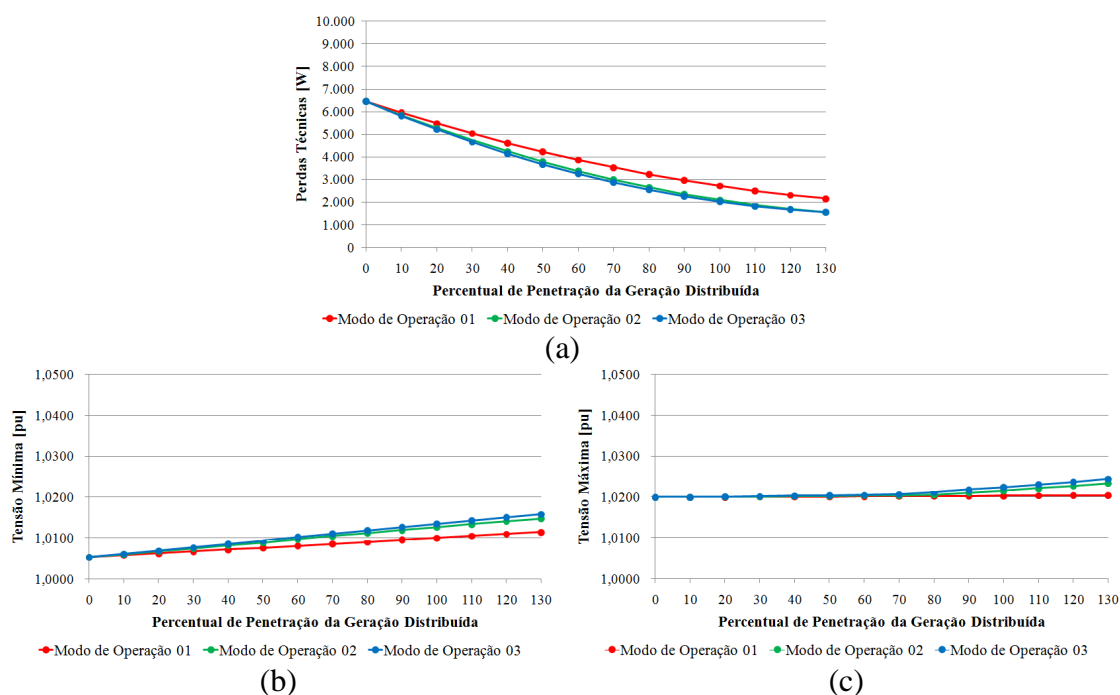 10.000
9.000
8.000
7.000
6.000
5.000
4.000
3.000
2.000
1.000
0
Perdas Técnicas [W]
0 10 20 30 40 50 60 70 80 90 100 110 120 130
Percentual de Penetração da Geração Distribuída
Modo de Operação 01 Modo de Operação 02 Modo de Operação 03
(a)
1,0500
1,0400
1,0300
1,0200
1,0100
1,0000
Tensão Mínima [pu]
0 10 20 30 40 50 60 70 80 90 100 110 120 130
Percentual de Penetração da Geração Distribuída
Modo de Operação 01 Modo de Operação 02 Modo de Operação 03
(b)
1,0500
1,0400
1,0300
1,0200
1,0100
1,0000
Tensão Máxima [pu]
0 10 20 30 40 50 60 70 80 90 100 110 120 130
Percentual de Penetração da Geração Distribuída
Modo de Operação 01 Modo de Operação 02 Modo de Operação 03
(c)